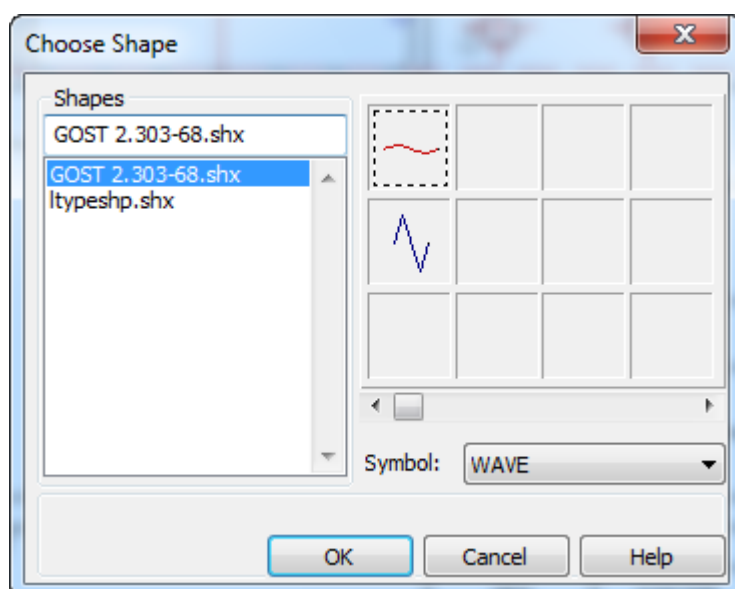 Choose Shape
Shapes
GOST 2.303-68.shx
GOST 2.303-68.shx
ltypeshp.shx
Symbol: WAVE
OK Cancel Help